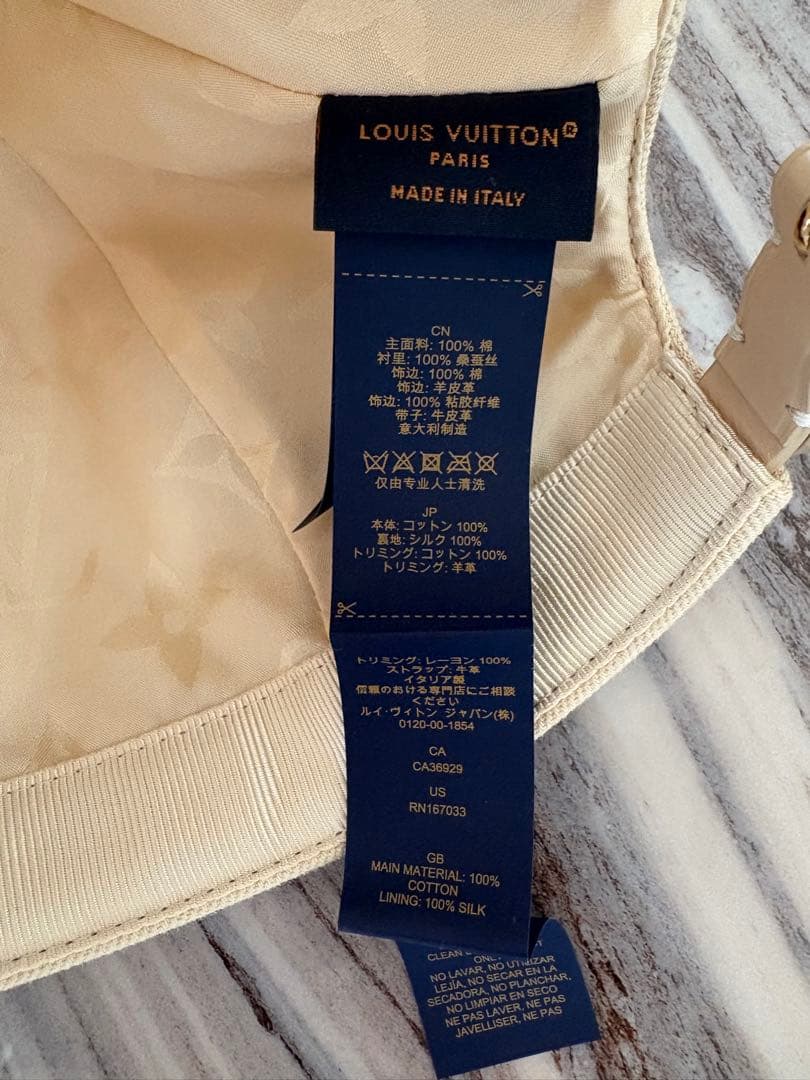 LOUIS VUITTON®
PARIS
MADE IN ITALY
CN
主面料: 100% 棉
衬里: 100% 桑蚕丝
饰边: 100% 棉
饰边: 羊皮革
饰边: 100% 粘胶纤维
带子: 牛皮革
意大利制造
仅由专业人士清洗
JP
本体: コットン 100%
裏地: シルク 100%
トリミング: コットン 100%
トリミング: 羊革
トリミング: レーヨン 100%
ストラップ: 牛革
イタリア製
信頼のおける専門店にご相談
ください
ルイ･ヴィトン ジャパン(株)
0120-00-1854
CA
CA36929
US
RN167033
GB
MAIN MATERIAL: 100%
COTTON
LINING: 100% SILK
CLEAN
NO LAVAR, NO UTILIZAR
LEJÍA, NO SECAR EN LA
SECADORA, NO PLANCHAR,
NO LIMPIAR EN SECO
NE PAS LAVER, NE PAS
JAVELLISER, NE PAS